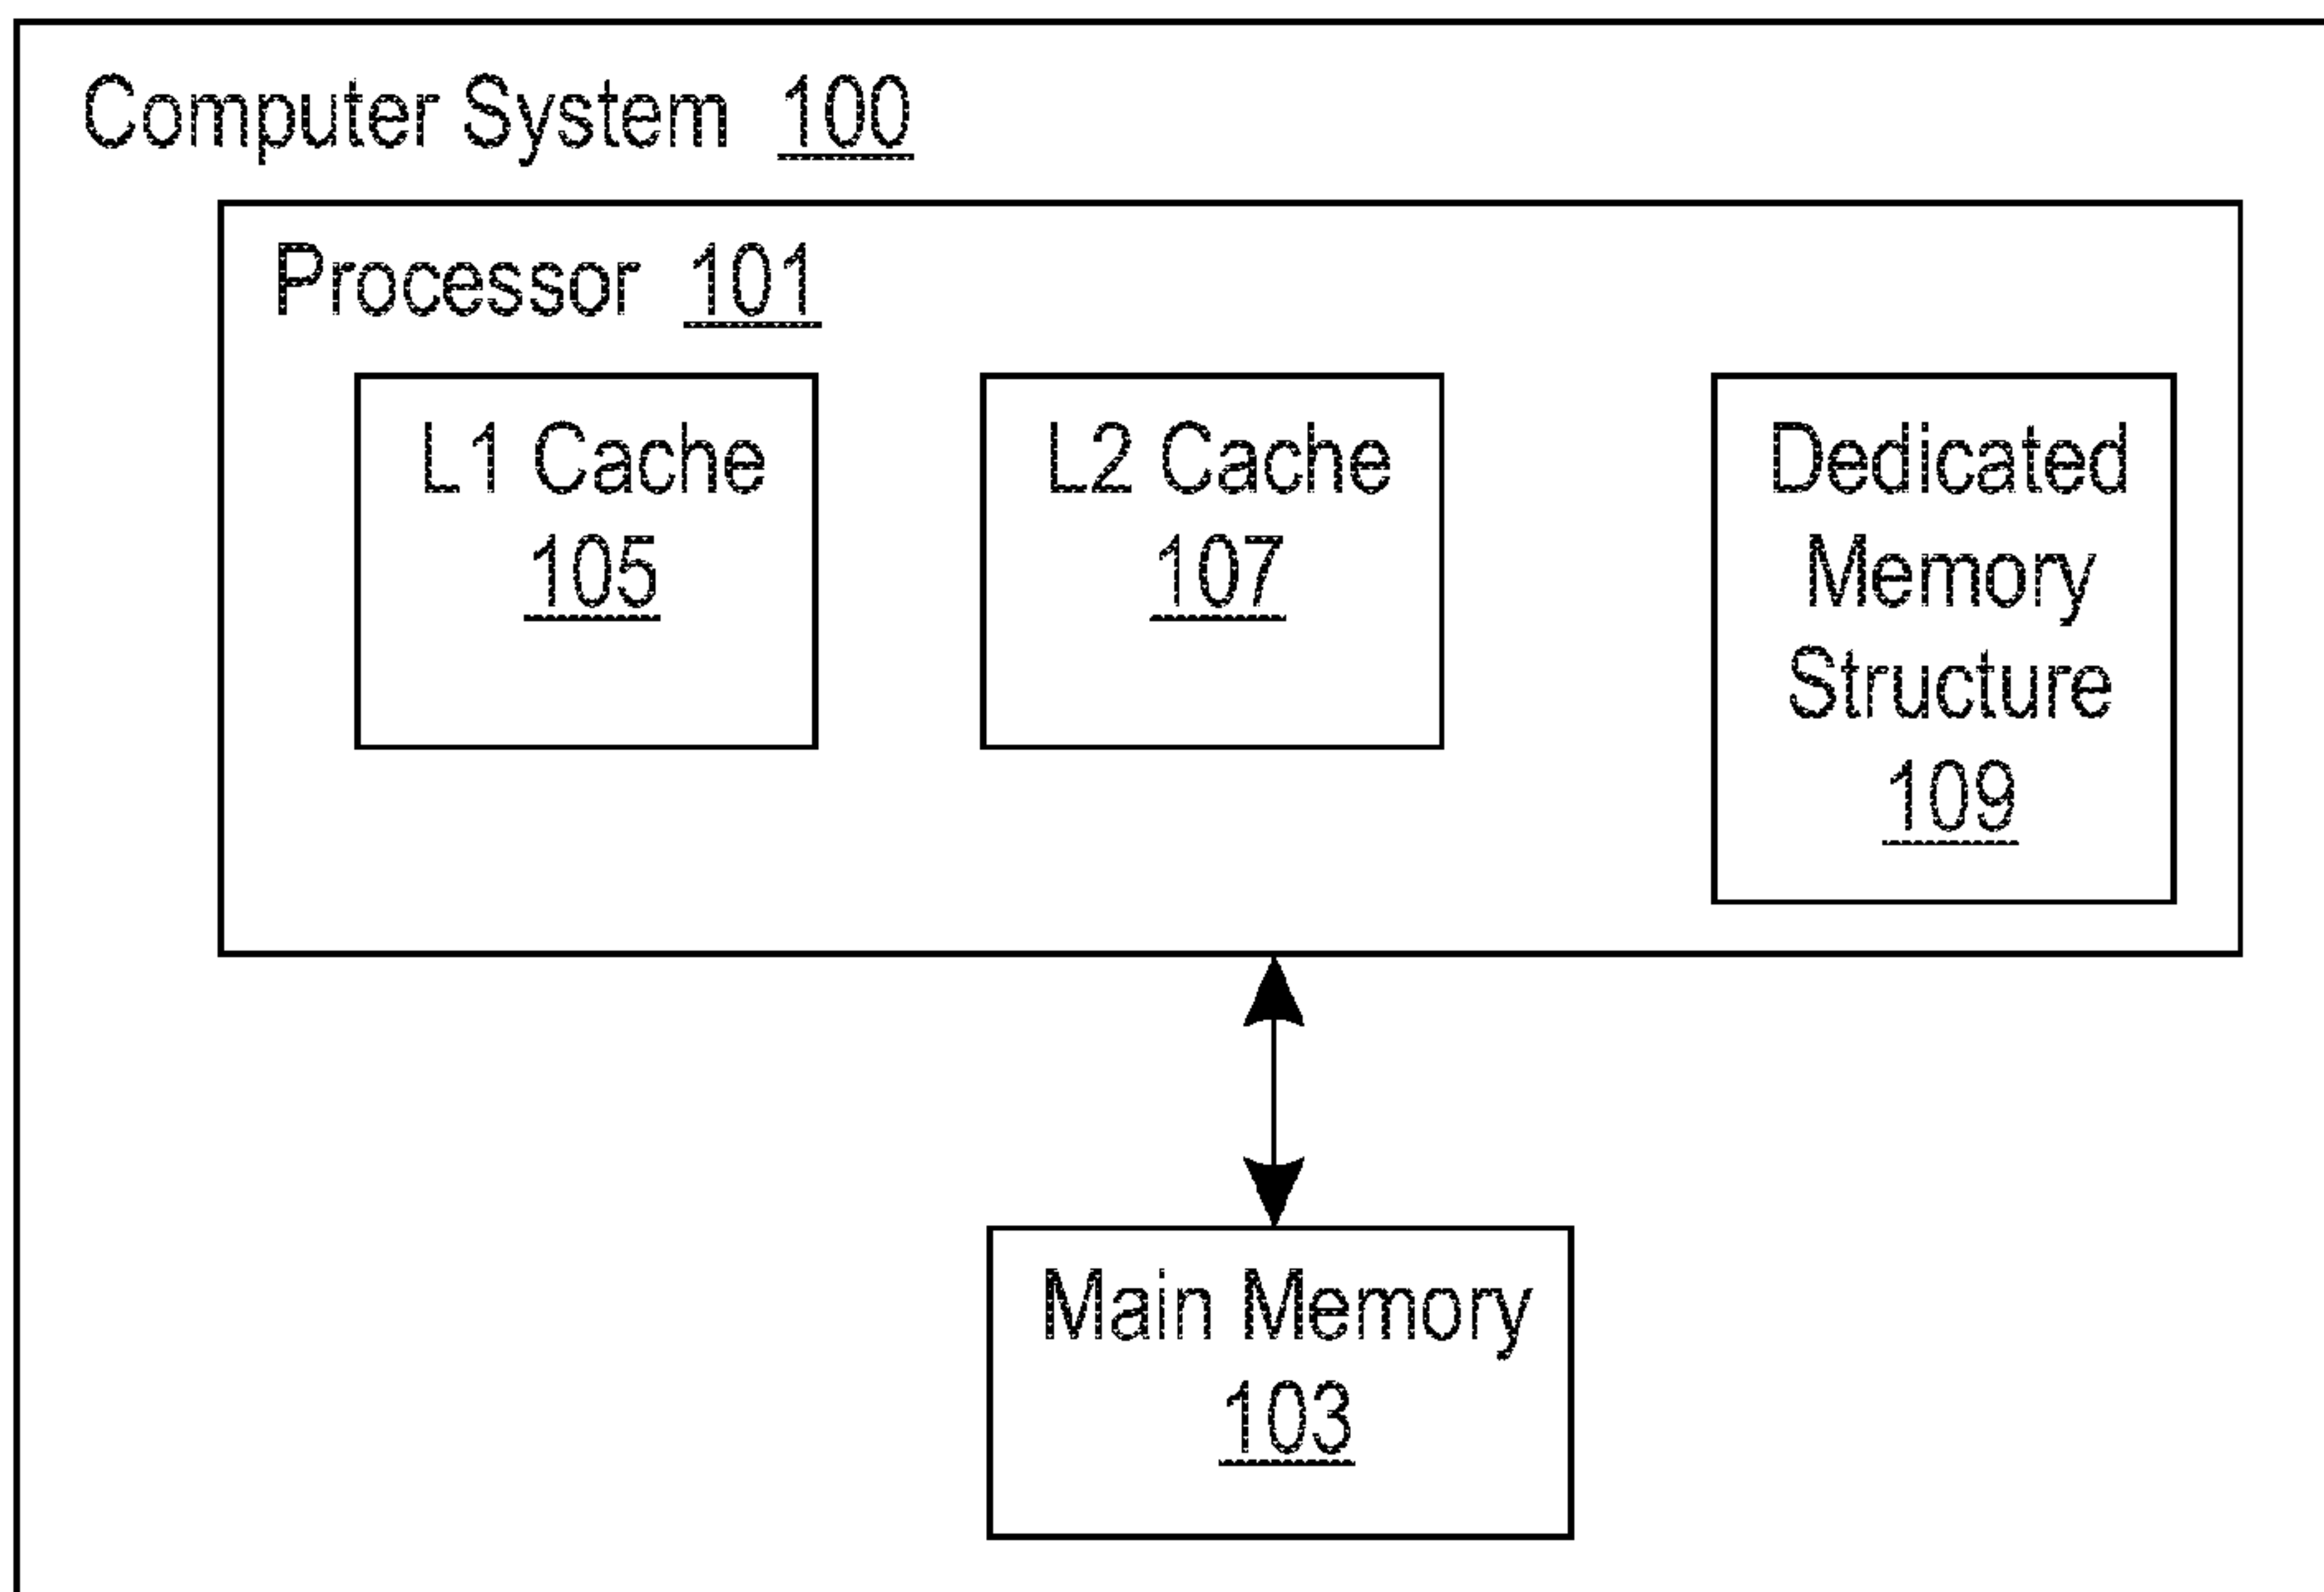 Computer System 100
Processor 101
L1 Cache
105
L2 Cache
107
Dedicated
Memory
Structure
109
Main Memory
103